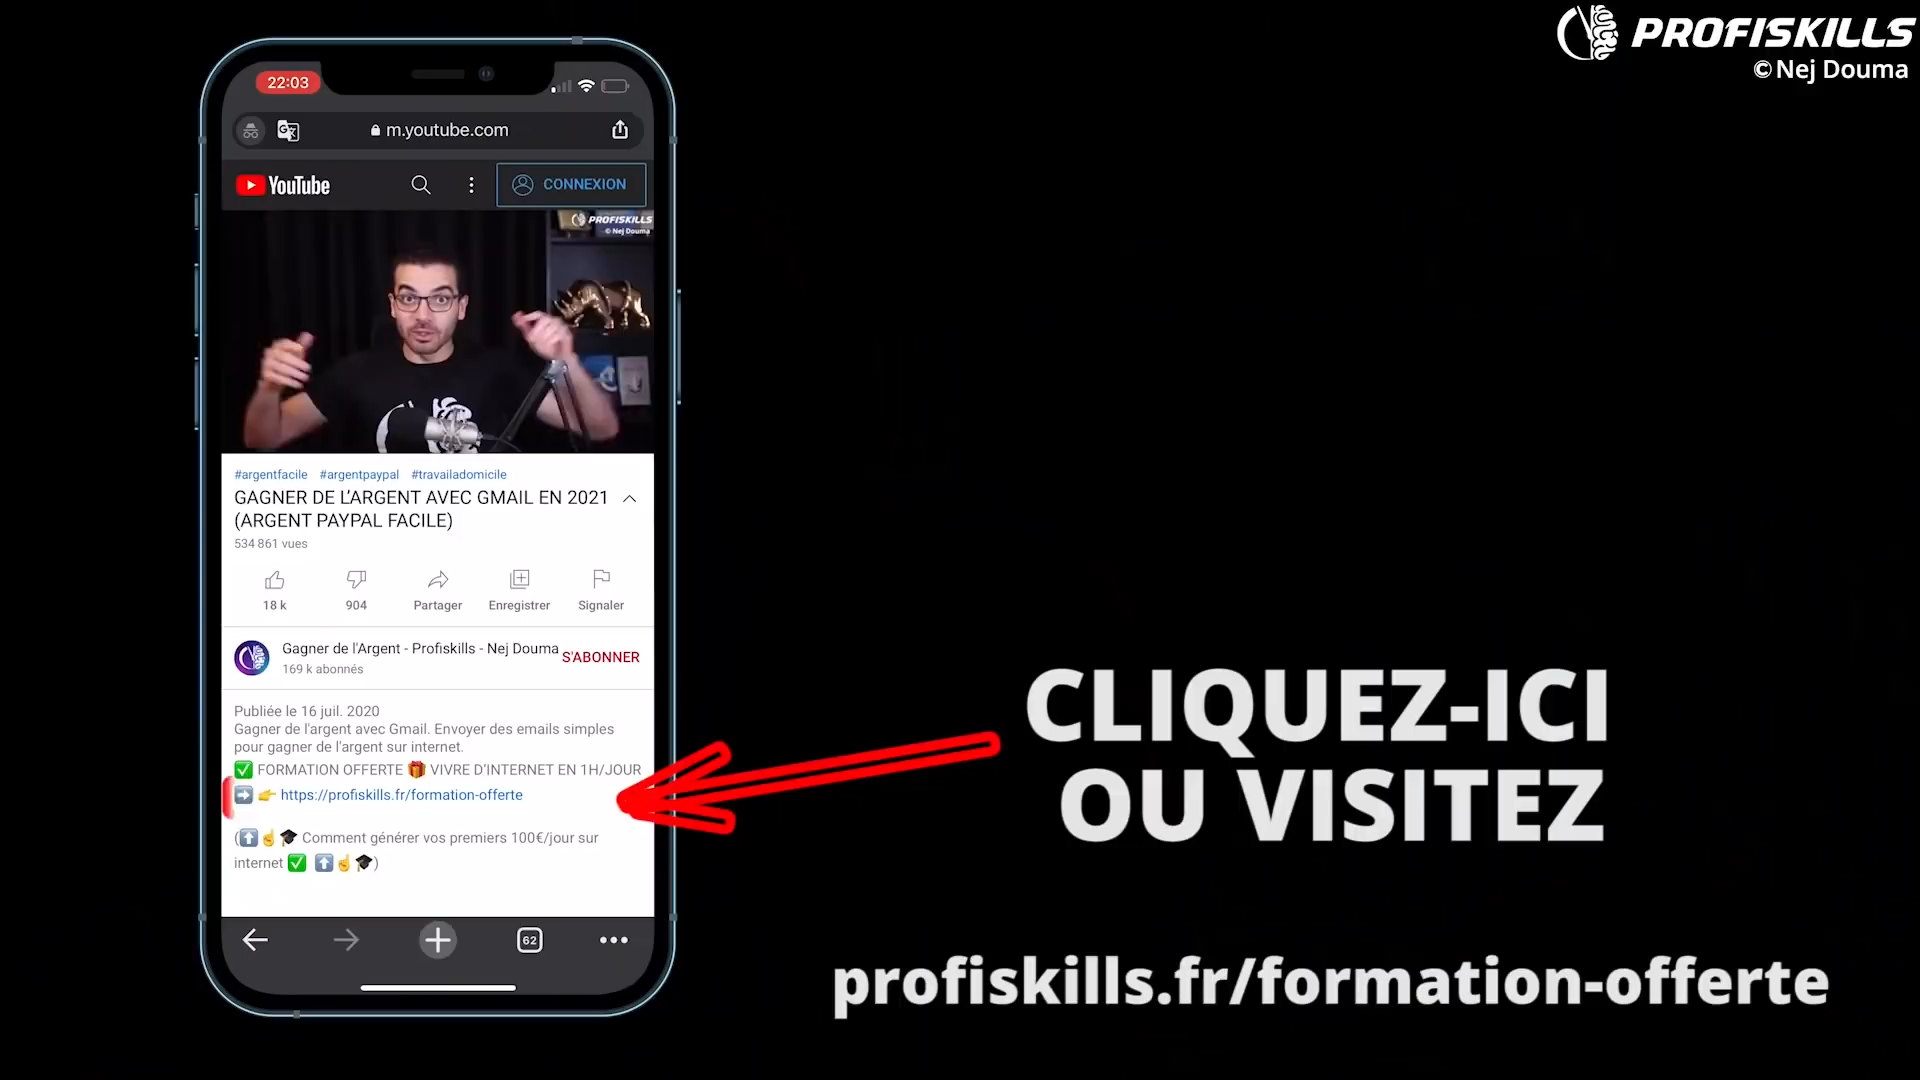 PROFISKILLS
© Nej Douma
22:03
m.youtube.com
YouTube
CONNEXION
PROFISKILLS
© Nej Douma
#argentfacile #argentpaypal #travailadomicile
GAGNER DE L'ARGENT AVEC GMAIL EN 2021
(ARGENT PAYPAL FACILE)
534 861 vues
18 k 904 Partager Enregistrer Signaler
Gagner de l'Argent - Profiskills - Nej Douma
169 k abonnés
S'ABONNER
Publiée le 16 juil. 2020
Gagner de l'argent avec Gmail. Envoyer des emails simples
pour gagner de l'argent sur internet.
✅ FORMATION OFFERTE 🎁 VIVRE D'INTERNET EN 1H/JOUR
➡️ 👉 https://profiskills.fr/formation-offerte
(⬆️☝️🎓 Comment générer vos premiers 100€/jour sur
internet ✅ ⬆️☝️🎓)
62
CLIQUEZ-ICI
OU VISITEZ
profiskills.fr/formation-offerte